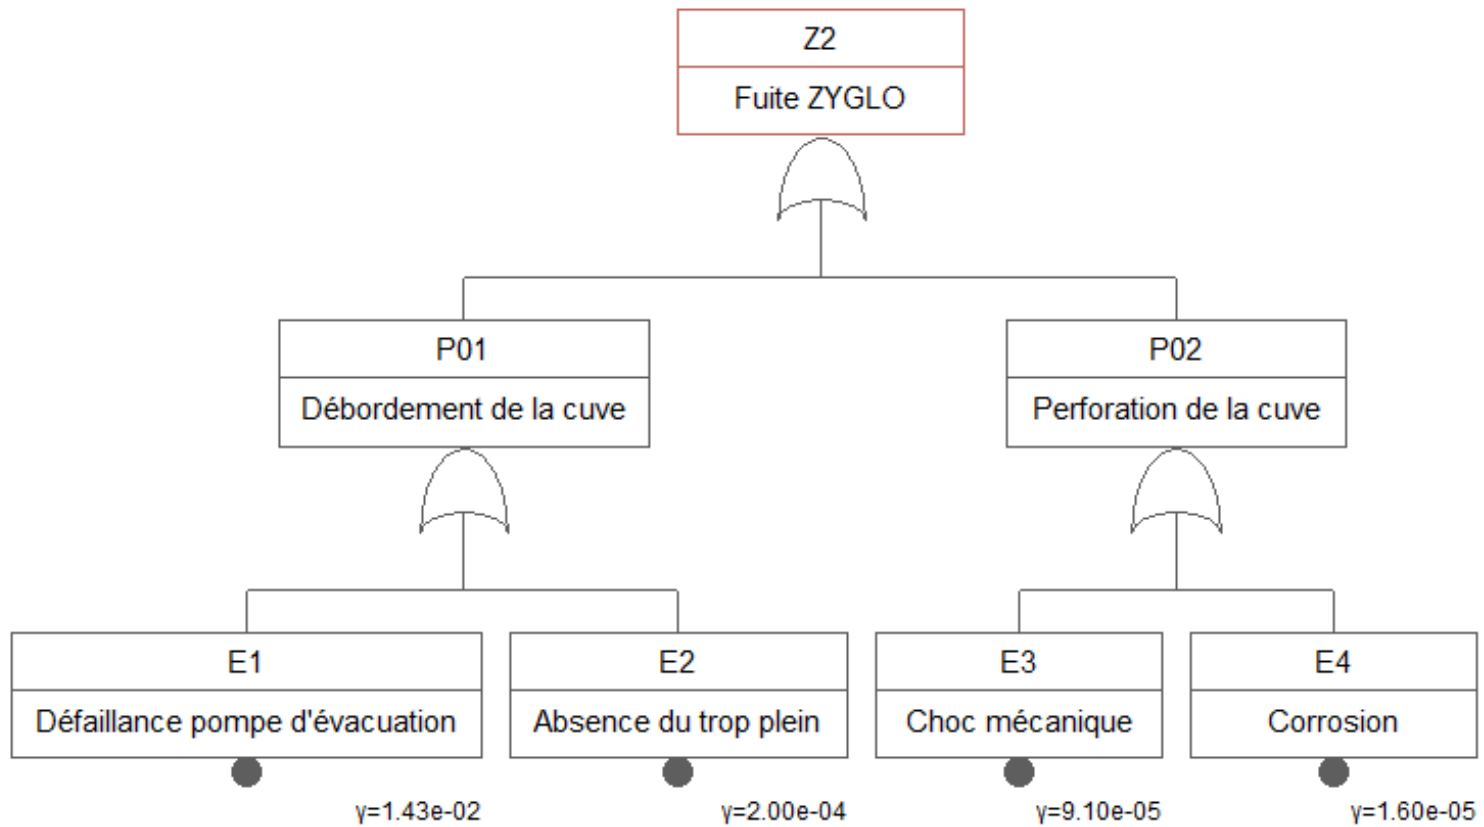 Z2
Fuite ZYGLO
P01
Débordement de la cuve
P02
Perforation de la cuve
E1
Défaillance pompe d'évacuation
E2
Absence du trop plein
E3
Choc mécanique
E4
Corrosion
γ=1.43e-02
γ=2.00e-04
γ=9.10e-05
γ=1.60e-05